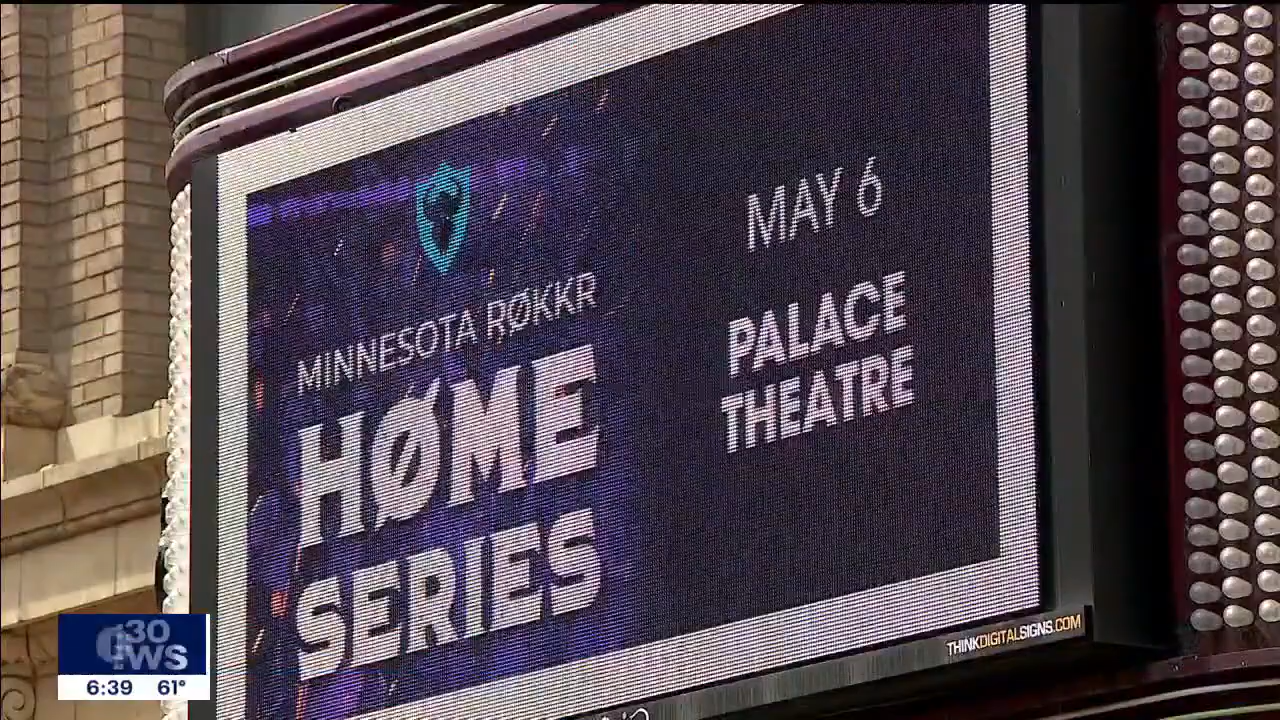 MINNESOTA RØKKR
HØME
SERIES
MAY 6
PALACE
THEATRE
THINKDIGITALSIGNS.COM
6:39 61°